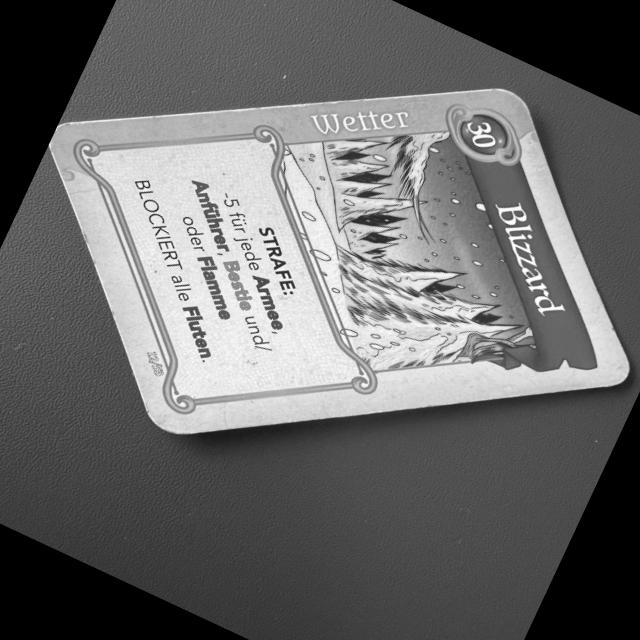 30
Blizzard
Wetter
STRAFE:
-5 für jede Armee,
Anführer, Bestie und/
oder Flamme
BLOCKIERT alle Fluten.